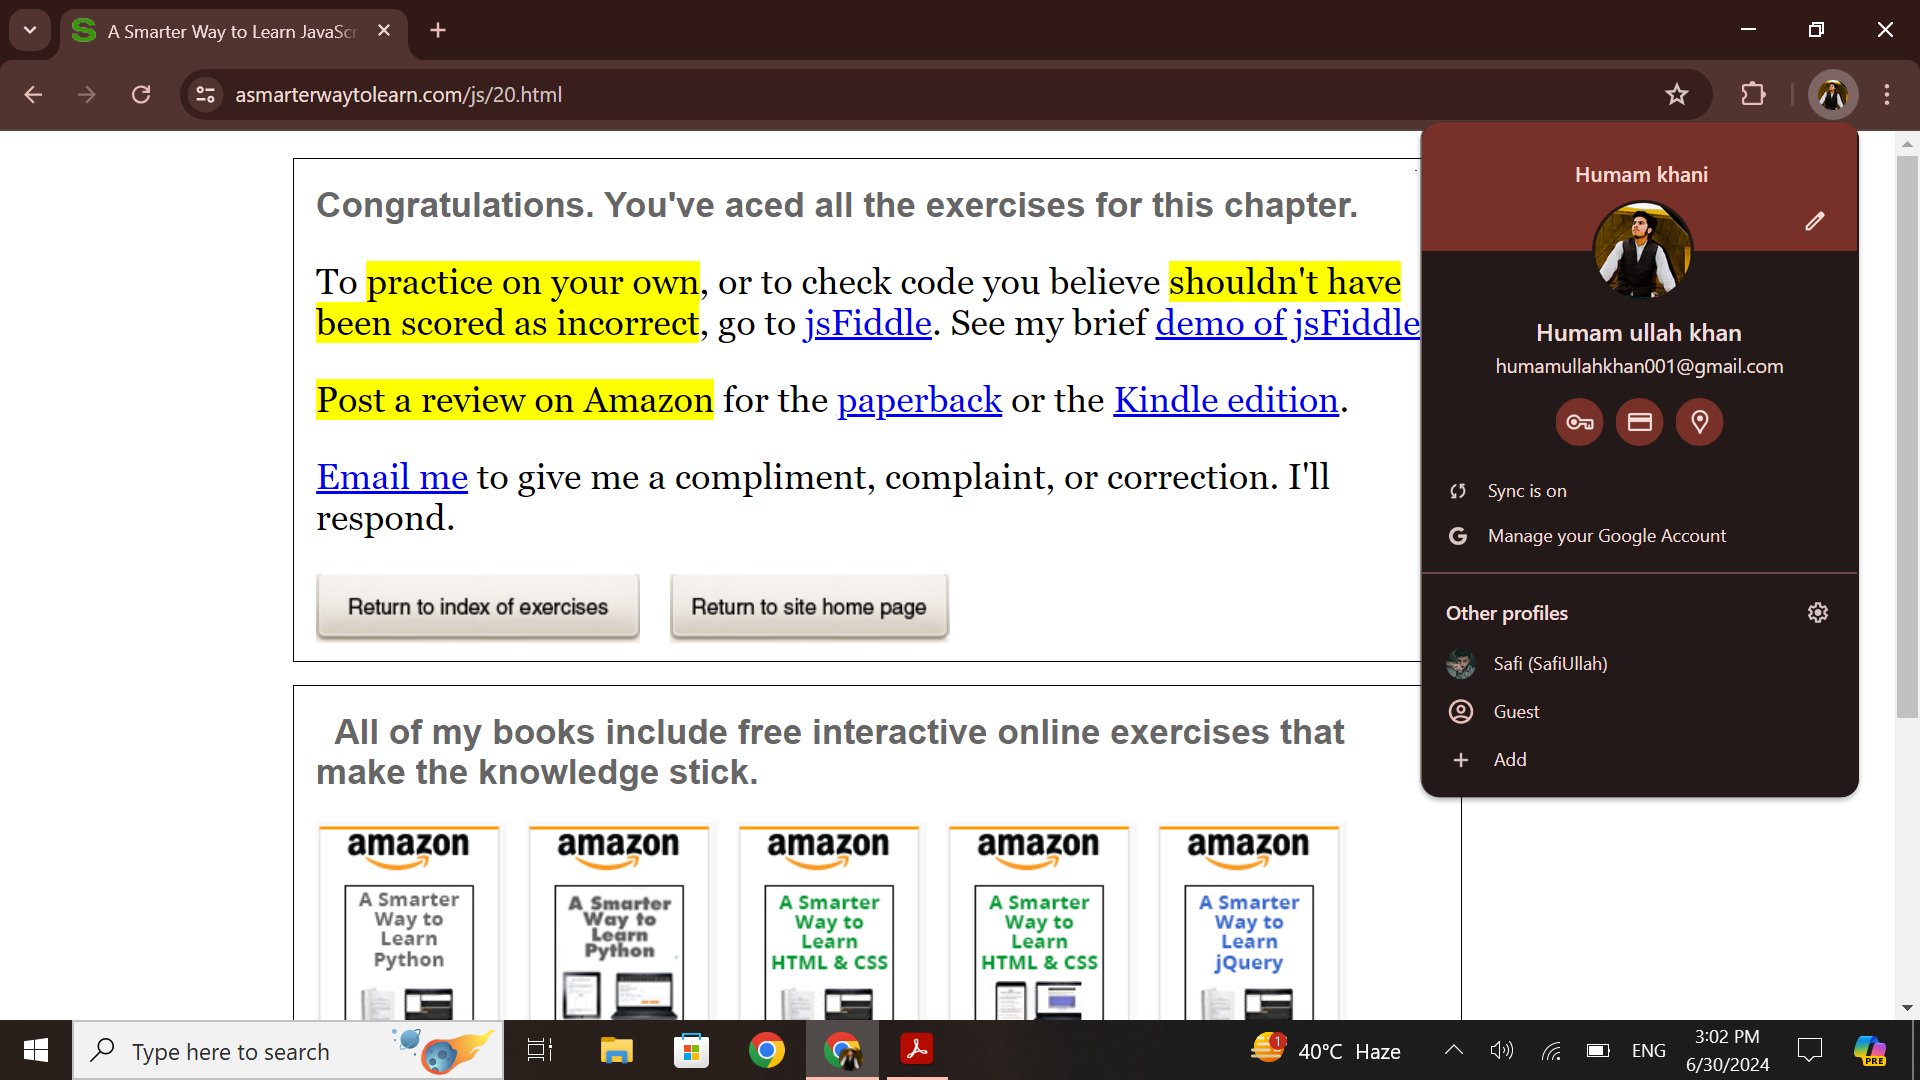 A Smarter Way to Learn JavaScr
asmarterwaytolearn.com/js/20.html
Congratulations. You've aced all the exercises for this chapter.
To practice on your own, or to check code you believe shouldn't have
been scored as incorrect, go to jsFiddle. See my brief demo of jsFiddle
Post a review on Amazon for the paperback or the Kindle edition.
Email me to give me a compliment, complaint, or correction. I'll
respond.
Return to index of exercises
Return to site home page
All of my books include free interactive online exercises that
make the knowledge stick.
amazon
A Smarter
Way to
Learn
Python
amazon
A Smarter
Way to
Learn
Python
amazon
A Smarter
Way to
Learn
HTML & CSS
amazon
A Smarter
Way to
Learn
HTML & CSS
amazon
A Smarter
Way to
Learn
jQuery
Humam khani
Humam ullah khan
humamullahkhan001@gmail.com
Sync is on
Manage your Google Account
Other profiles
Safi (SafiUllah)
Guest
Add
Type here to search
1
40°C Haze
ENG
3:02 PM
6/30/2024
PRE